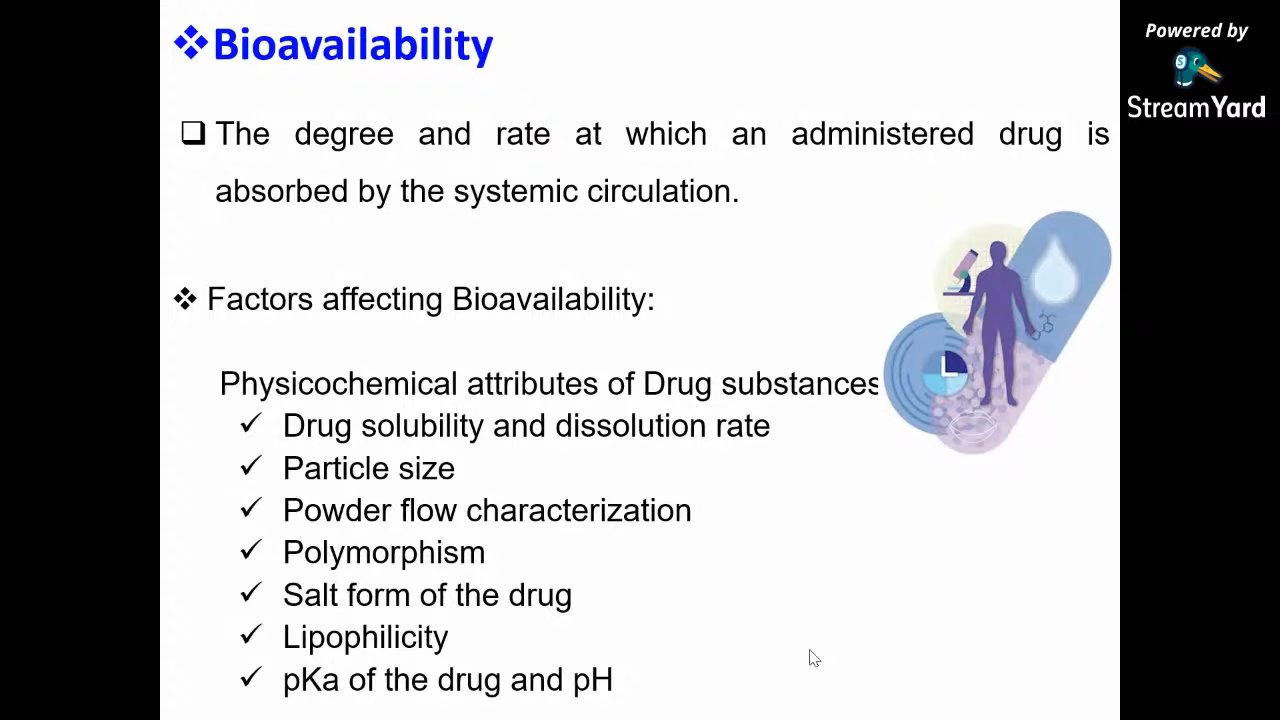 ❖Bioavailability
Powered by
StreamYard
❑ The degree and rate at which an administered drug is
absorbed by the systemic circulation.
❖ Factors affecting Bioavailability:
Physicochemical attributes of Drug substances
✓ Drug solubility and dissolution rate
✓ Particle size
✓ Powder flow characterization
✓ Polymorphism
✓ Salt form of the drug
✓ Lipophilicity
✓ pKa of the drug and pH